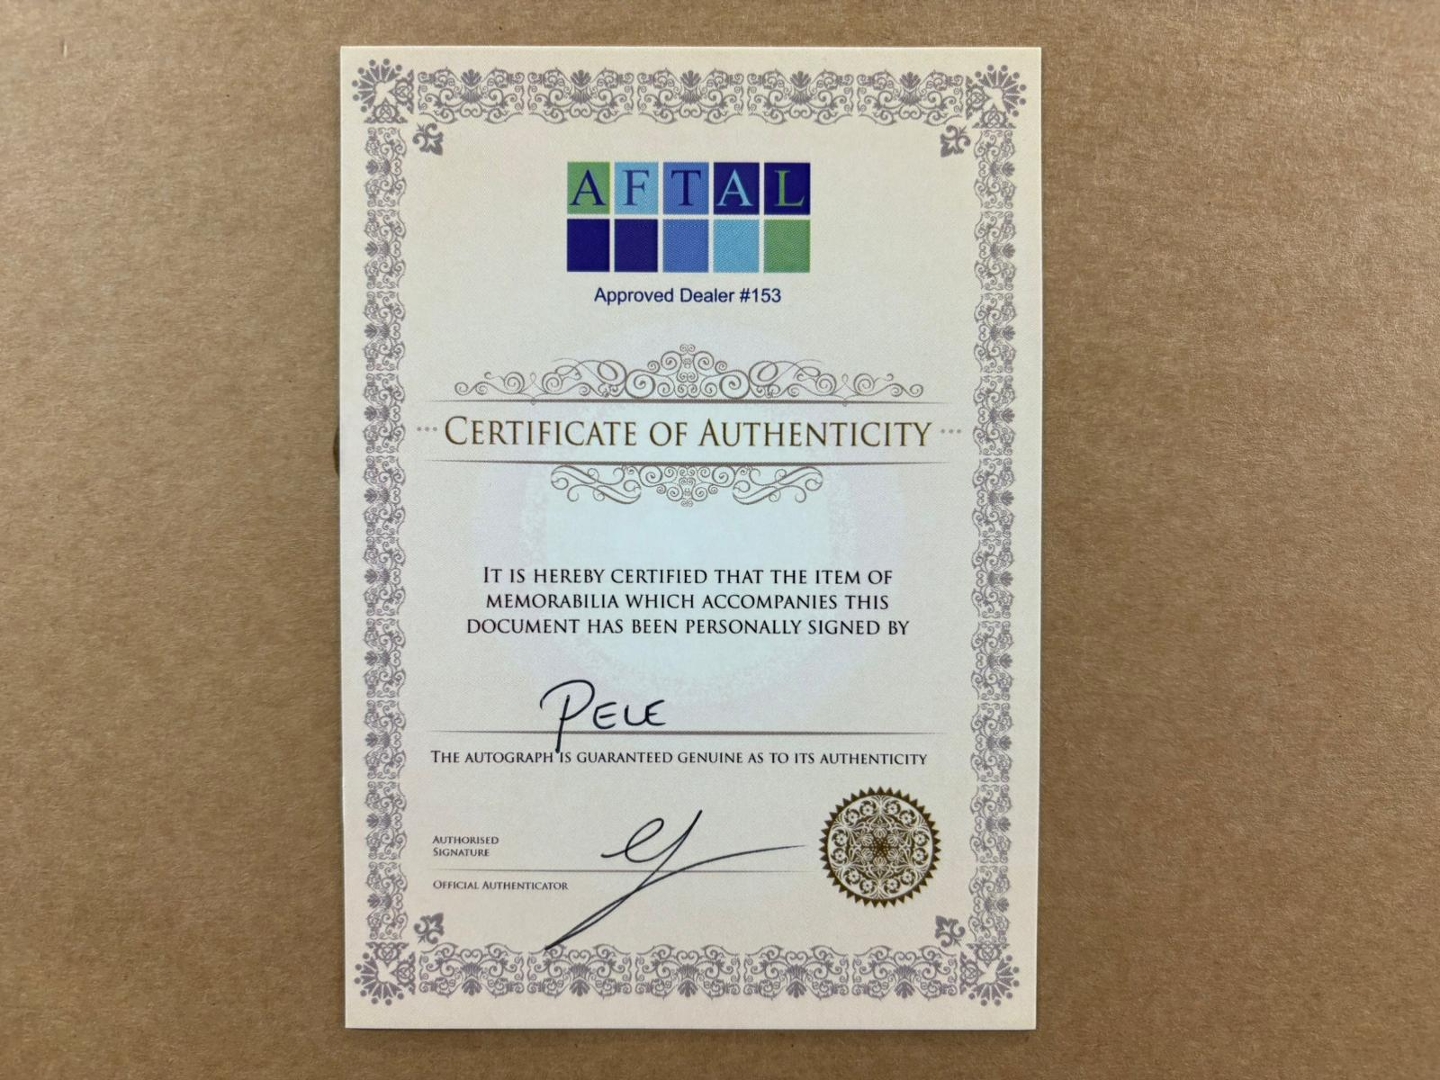 AFTAL
Approved Dealer #153
CERTIFICATE OF AUTHENTICITY
IT IS HEREBY CERTIFIED THAT THE ITEM OF
MEMORABILIA WHICH ACCOMPANIES THIS
DOCUMENT HAS BEEN PERSONALLY SIGNED BY
PELE
THE AUTOGRAPH IS GUARANTEED GENUINE AS TO ITS AUTHENTICITY
AUTHORISED
SIGNATURE
OFFICIAL AUTHENTICATOR